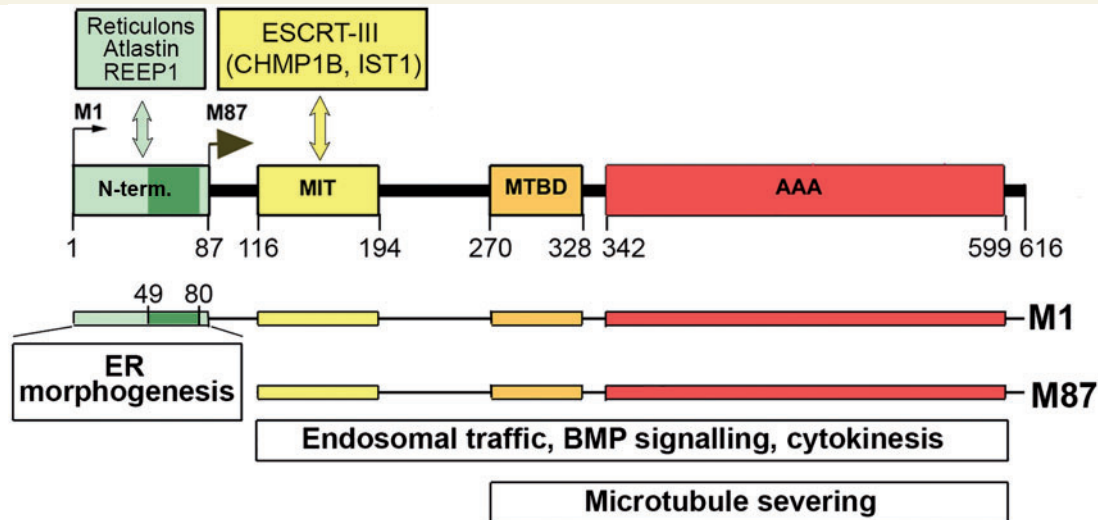 Reticulons
Atlastin
REEP1
ESCRT-III
(CHMP1B, IST1)
M1
M87
N-term.
MIT
MTBD
AAA
1
87
116
194
270
328
342
599
616
49
80
M1
ER
morphogenesis
M87
Endosomal traffic, BMP signalling, cytokinesis
Microtubule severing